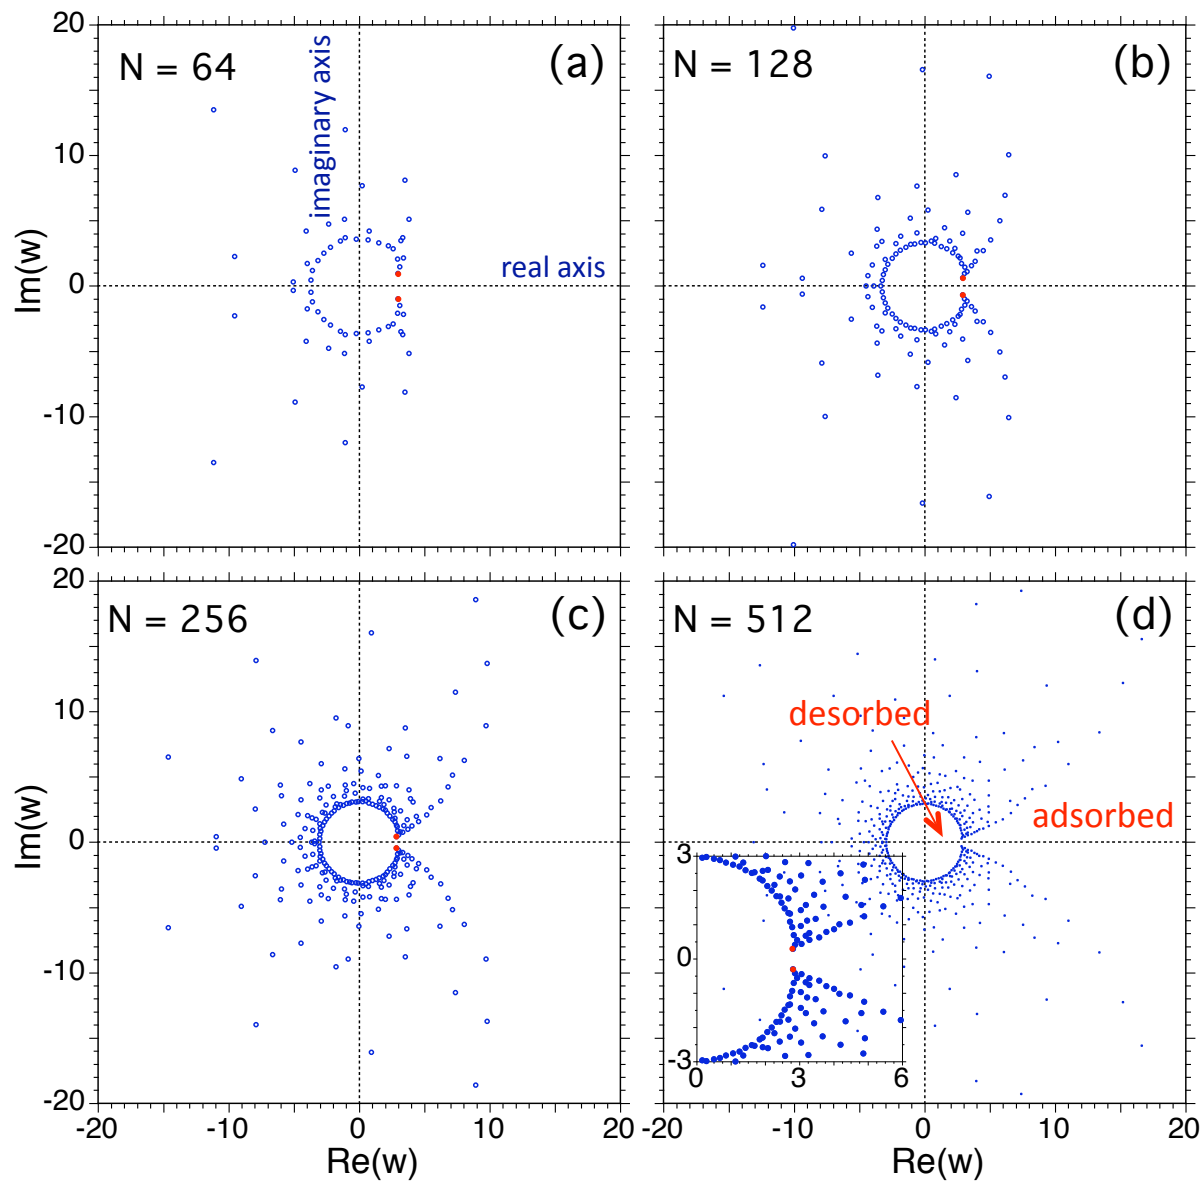 20
10
0
-10
-20
Im(w)
N = 64
imaginary axis
(a)
real axis
N = 128
(b)
20
10
0
-10
-20
Im(w)
N = 256
(c)
N = 512
(d)
desorbed
adsorbed
3
0
-3
0
3
6
-20
-10
0
10
20
Re(w)
-20
-10
0
10
20
Re(w)